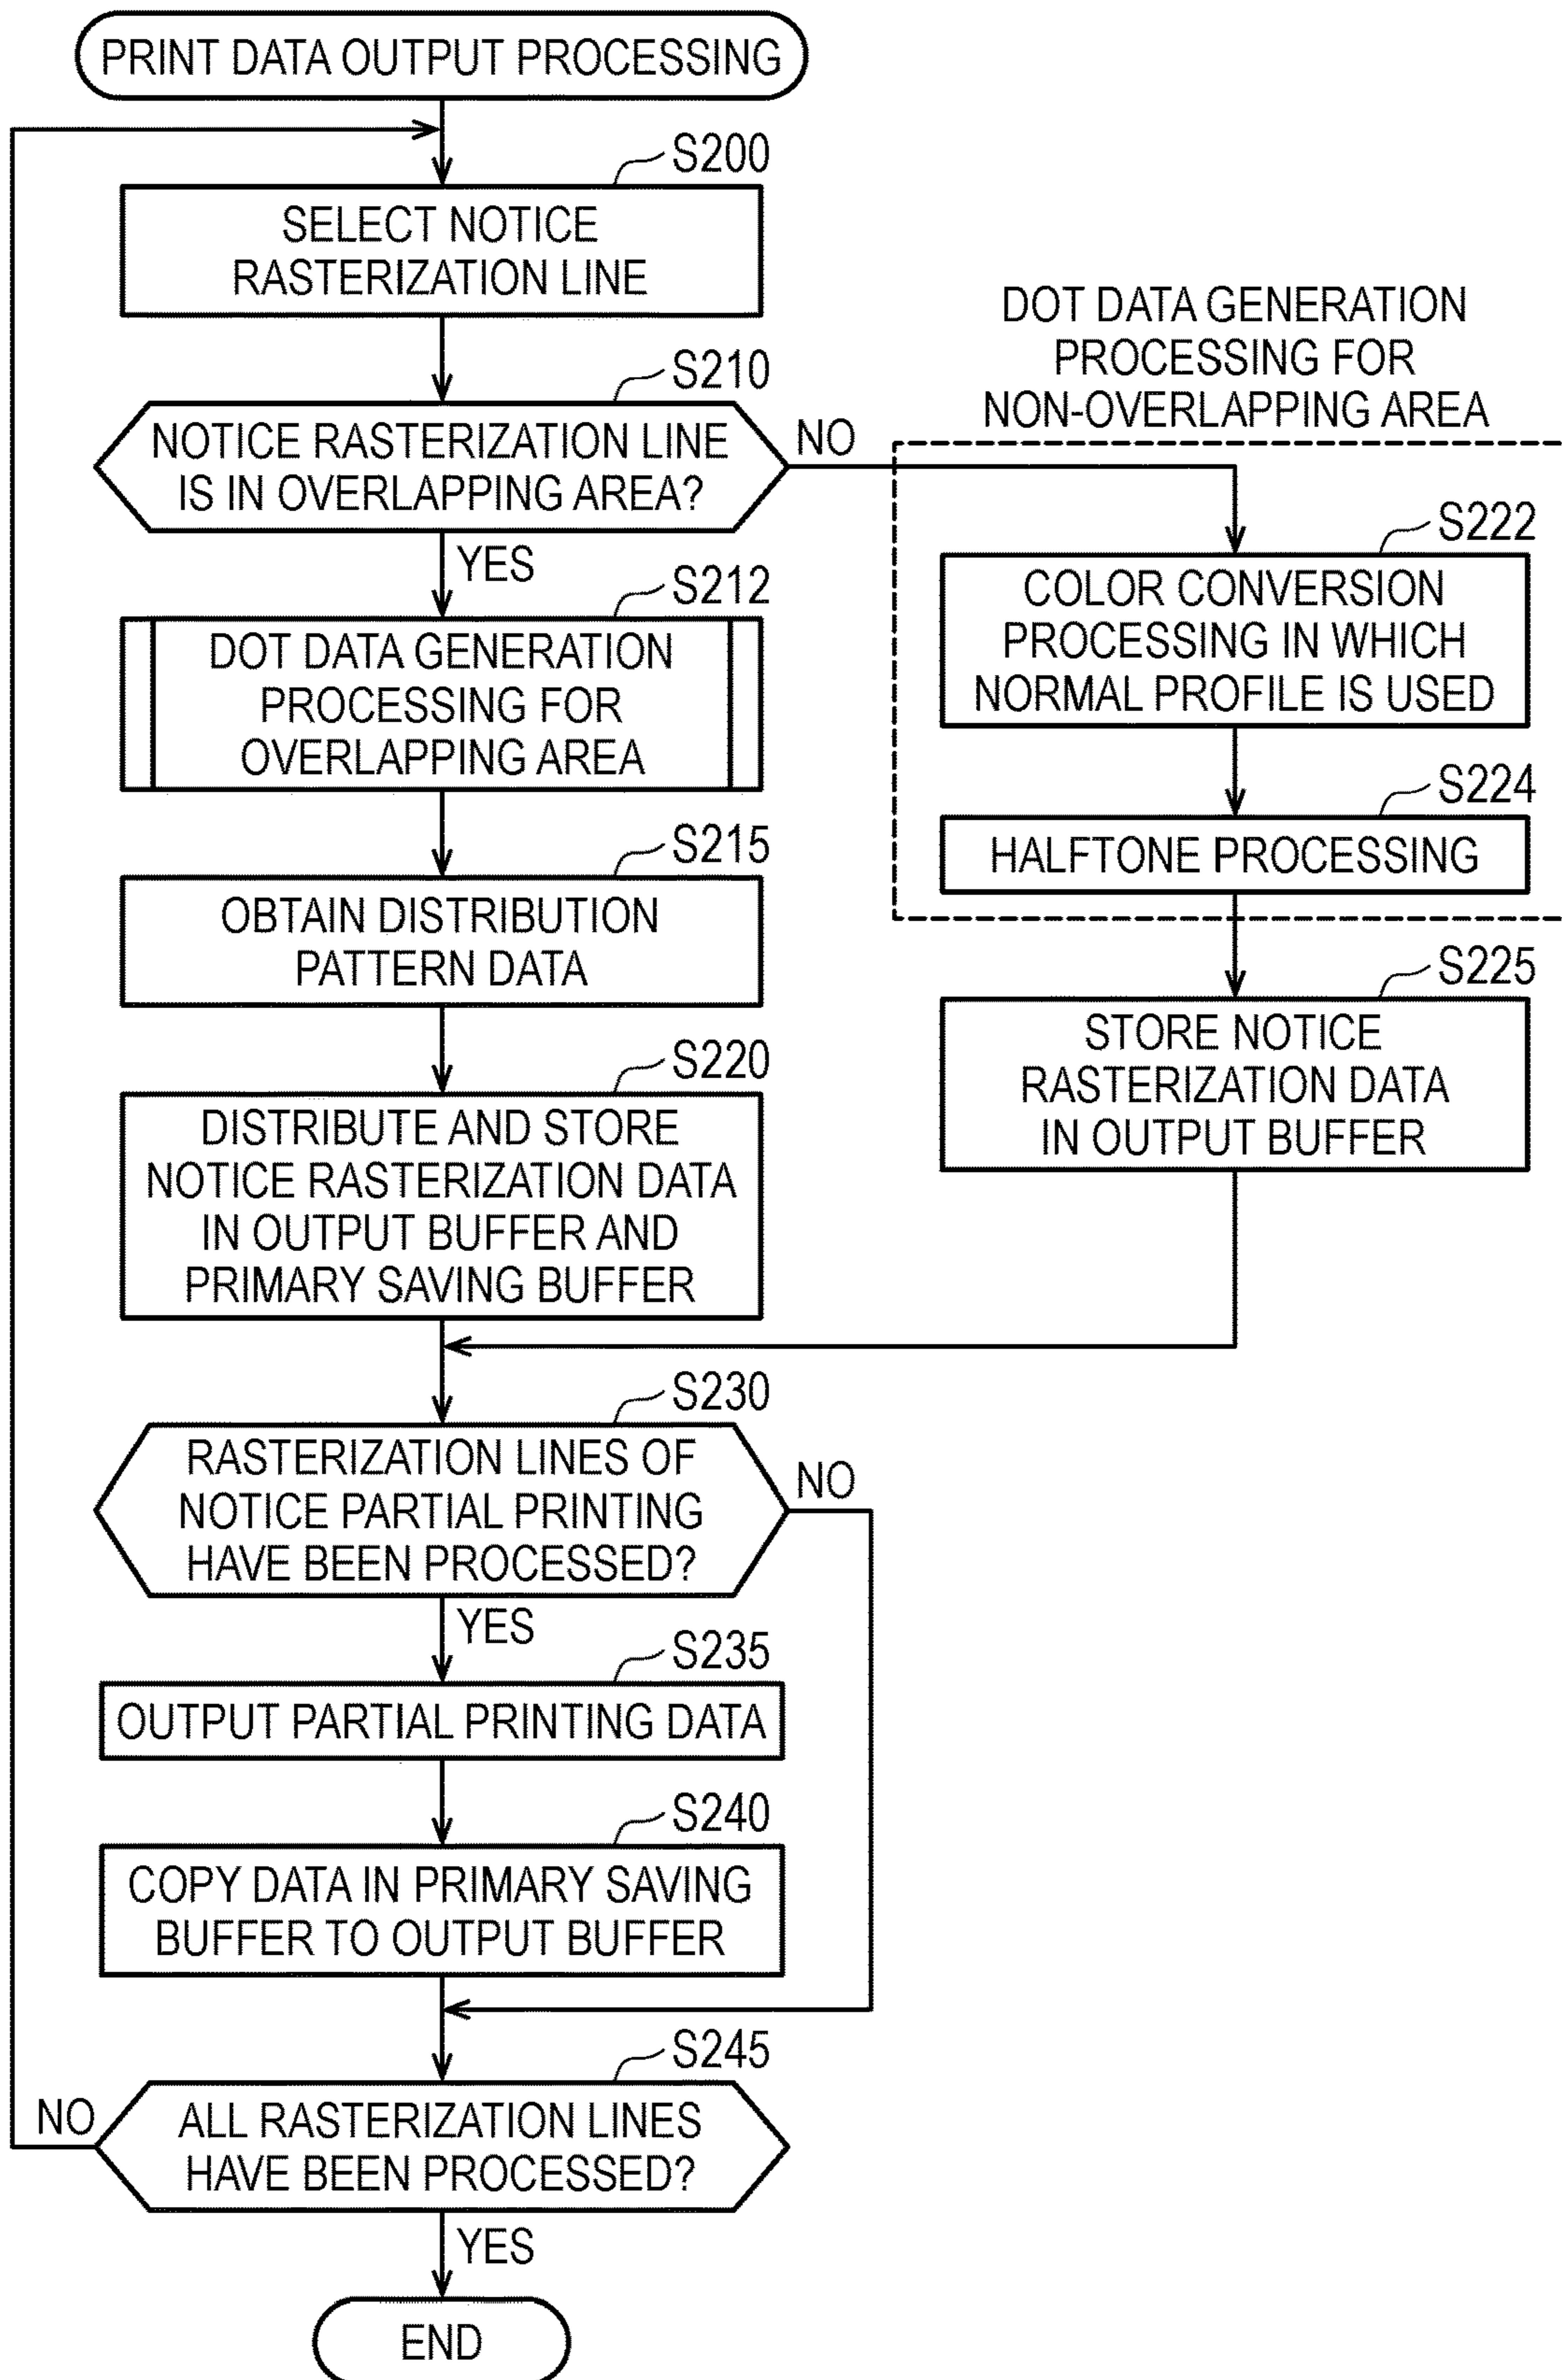 PRINT DATA OUTPUT PROCESSING
S200
SELECT NOTICE
RASTERIZATION LINE
S210
NOTICE RASTERIZATION LINE
IS IN OVERLAPPING AREA?
NO
YES
DOT DATA GENERATION
PROCESSING FOR
NON-OVERLAPPING AREA
S222
COLOR CONVERSION
PROCESSING IN WHICH
NORMAL PROFILE IS USED
S224
HALFTONE PROCESSING
S225
STORE NOTICE
RASTERIZATION DATA
IN OUTPUT BUFFER
S212
DOT DATA GENERATION
PROCESSING FOR
OVERLAPPING AREA
S215
OBTAIN DISTRIBUTION
PATTERN DATA
S220
DISTRIBUTE AND STORE
NOTICE RASTERIZATION DATA
IN OUTPUT BUFFER AND
PRIMARY SAVING BUFFER
S230
RASTERIZATION LINES OF
NOTICE PARTIAL PRINTING
HAVE BEEN PROCESSED?
NO
YES
S235
OUTPUT PARTIAL PRINTING DATA
S240
COPY DATA IN PRIMARY SAVING
BUFFER TO OUTPUT BUFFER
S245
ALL RASTERIZATION LINES
HAVE BEEN PROCESSED?
NO
YES
END